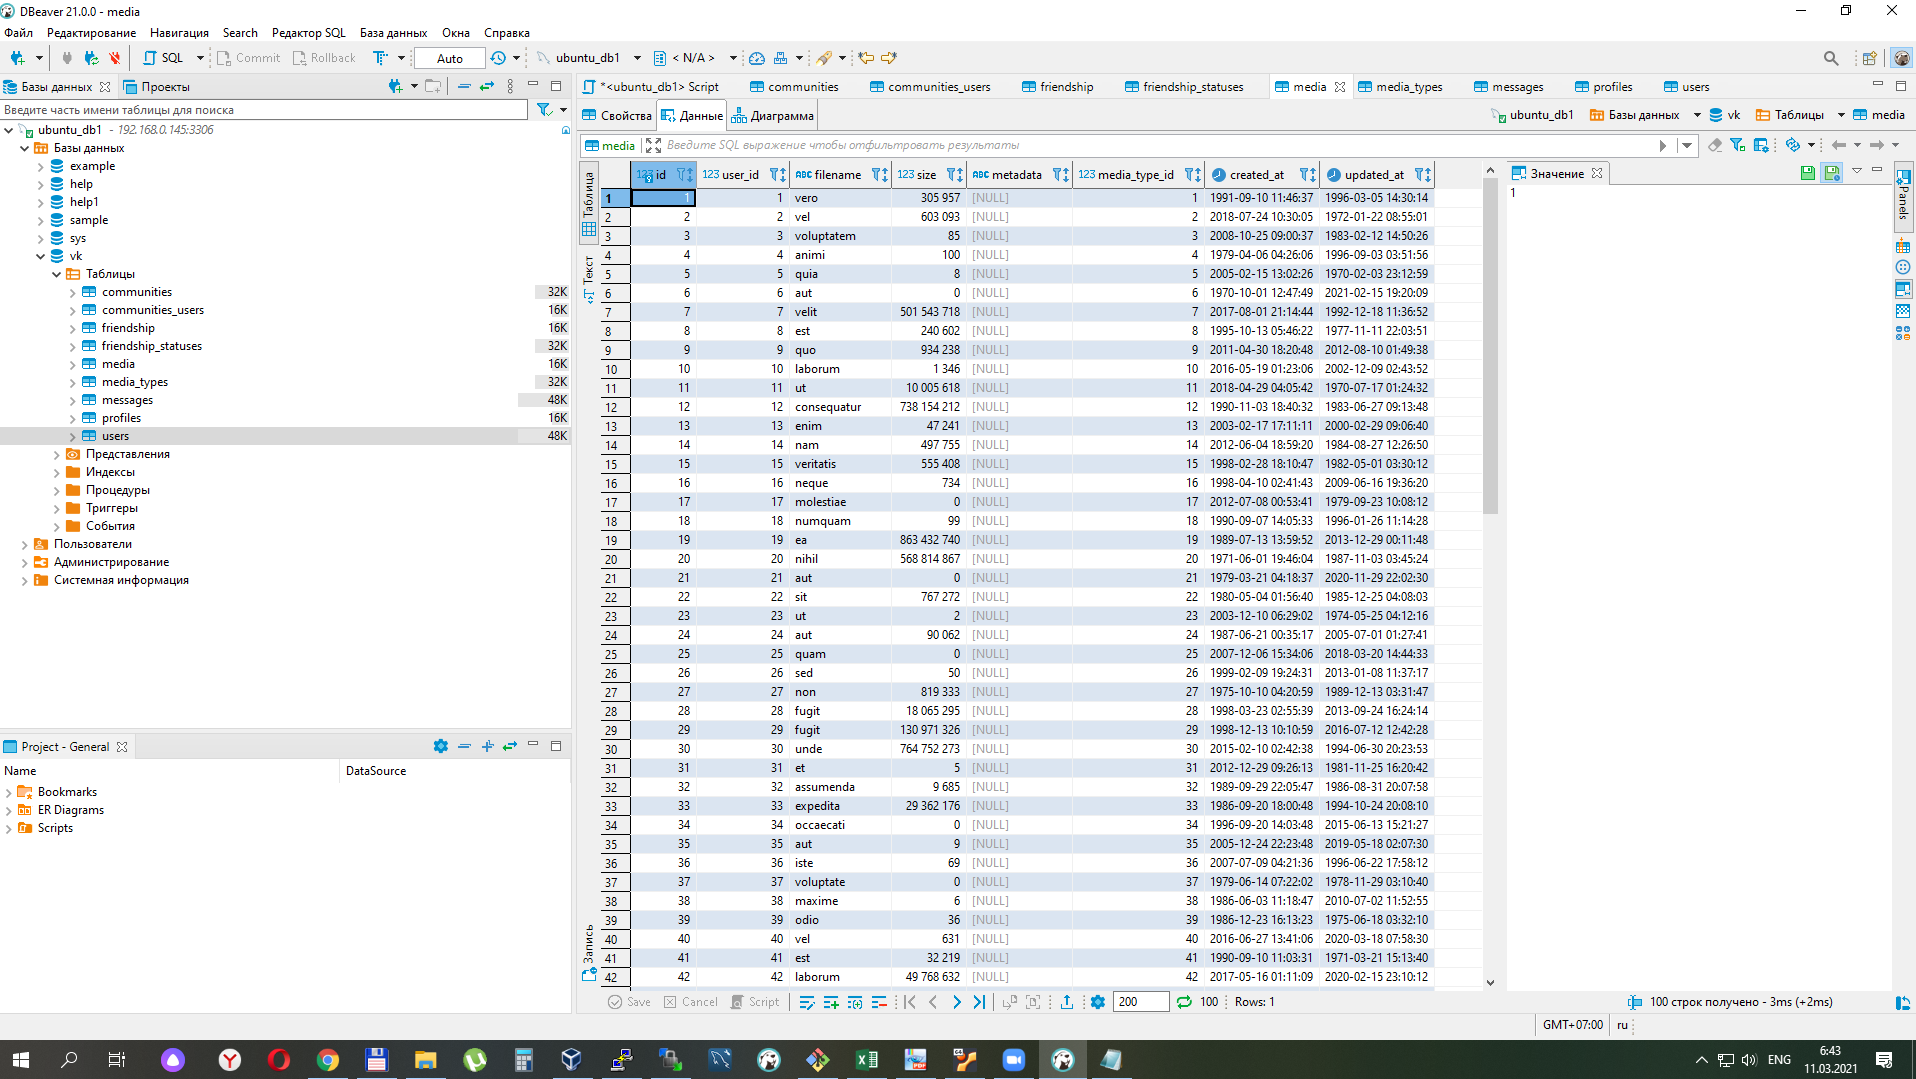 DBeaver 21.0.0 - media
Файл Редактирование Навигация Search Редактор SQL База данных Окна Справка
SQL Commit Rollback Auto ubuntu_db1 < N/A >
Базы данных Проекты
*<ubuntu_db1> Script communities communities_users friendship friendship_statuses media media_types messages profiles users
Введите часть имени таблицы для поиска
Свойства Данные Диаграмма
ubuntu_db1 Базы данных vk Таблицы media
media Введите SQL выражение чтобы отфильтровать результаты
ubuntu_db1 - 192.168.0.145:3306
Базы данных
example
help
help1
sample
sys
vk
Таблицы
communities 32K
communities_users 16K
friendship 16K
friendship_statuses 32K
media 16K
media_types 32K
messages 48K
profiles 16K
users 48K
Представления
Индексы
Процедуры
Триггеры
События
Пользователи
Администрирование
Системная информация
Project - General
Name DataSource
Bookmarks
ER Diagrams
Scripts
Таблица
Текст
Запись
123 id 123 user_id ABC filename 123 size ABC metadata 123 media_type_id created_at updated_at
1 1 1 vero 305 957 [NULL] 1 1991-09-10 11:46:37 1996-03-05 14:30:14
2 2 2 vel 603 093 [NULL] 2 2018-07-24 10:30:05 1972-01-22 08:55:01
3 3 3 voluptatem 85 [NULL] 3 2008-10-25 09:00:37 1983-02-12 14:50:26
4 4 4 animi 100 [NULL] 4 1979-04-06 04:26:06 1996-09-03 03:51:56
5 5 5 quia 8 [NULL] 5 2005-02-15 13:02:26 1970-02-03 23:12:59
6 6 6 aut 0 [NULL] 6 1970-10-01 12:47:49 2021-02-15 19:20:09
7 7 7 velit 501 543 718 [NULL] 7 2017-08-01 21:14:44 1992-12-18 11:36:52
8 8 8 est 240 602 [NULL] 8 1995-10-13 05:46:22 1977-11-11 22:03:51
9 9 9 quo 934 238 [NULL] 9 2011-04-30 18:20:48 2012-08-10 01:49:38
10 10 10 laborum 1 346 [NULL] 10 2016-05-19 01:23:06 2002-12-09 02:43:52
11 11 11 ut 10 005 618 [NULL] 11 2018-04-29 04:05:42 1970-07-17 01:24:32
12 12 12 consequatur 738 154 212 [NULL] 12 1990-11-03 18:40:32 1983-06-27 09:13:48
13 13 13 enim 47 241 [NULL] 13 2003-02-17 17:11:11 2000-02-29 09:06:40
14 14 14 nam 497 755 [NULL] 14 2012-06-04 18:59:20 1984-08-27 12:26:50
15 15 15 veritatis 555 408 [NULL] 15 1998-02-28 18:10:47 1982-05-01 03:30:12
16 16 16 neque 734 [NULL] 16 1998-04-10 02:41:43 2009-06-16 19:36:20
17 17 17 molestiae 0 [NULL] 17 2012-07-08 00:53:41 1979-09-23 10:08:12
18 18 18 numquam 99 [NULL] 18 1990-09-07 14:05:33 1996-01-26 11:14:28
19 19 19 ea 863 432 740 [NULL] 19 1989-07-13 13:59:52 2013-12-29 00:11:48
20 20 20 nihil 568 814 867 [NULL] 20 1971-06-01 19:46:04 1987-11-03 03:45:24
21 21 21 aut 0 [NULL] 21 1979-03-21 04:18:37 2020-11-29 22:02:30
22 22 22 sit 767 272 [NULL] 22 1980-05-04 01:56:40 1985-12-25 04:08:03
23 23 23 ut 2 [NULL] 23 2003-12-10 06:29:02 1974-05-25 04:12:16
24 24 24 aut 90 062 [NULL] 24 1987-06-21 00:35:17 2005-07-01 01:27:41
25 25 25 quam 0 [NULL] 25 2007-12-06 15:34:06 2018-03-20 14:44:33
26 26 26 sed 50 [NULL] 26 1999-02-09 19:24:31 2013-01-08 11:37:17
27 27 27 non 819 333 [NULL] 27 1975-10-10 04:20:59 1989-12-13 03:31:47
28 28 28 fugit 18 065 295 [NULL] 28 1998-03-23 02:55:39 2013-09-24 16:24:14
29 29 29 fugit 130 971 326 [NULL] 29 1998-12-13 10:10:59 2016-07-12 12:42:28
30 30 30 unde 764 752 273 [NULL] 30 2015-02-10 02:42:38 1994-06-30 20:23:53
31 31 31 et 5 [NULL] 31 2012-12-29 09:26:13 1981-11-25 16:20:42
32 32 32 assumenda 9 685 [NULL] 32 1989-09-29 22:05:47 1986-08-31 20:07:58
33 33 33 expedita 29 362 176 [NULL] 33 1986-09-20 18:00:48 1994-10-24 20:08:10
34 34 34 occaecati 0 [NULL] 34 1996-09-20 14:03:48 2015-06-13 15:21:27
35 35 35 aut 9 [NULL] 35 2005-12-24 22:23:48 2019-05-18 02:07:30
36 36 36 iste 69 [NULL] 36 2007-07-09 04:21:36 1996-06-22 17:58:12
37 37 37 voluptate 0 [NULL] 37 1979-06-14 07:22:02 1978-11-29 03:10:40
38 38 38 maxime 6 [NULL] 38 1986-06-03 11:18:47 2010-07-02 11:52:55
39 39 39 odio 36 [NULL] 39 1986-12-23 16:13:23 1975-06-18 03:32:10
40 40 40 vel 631 [NULL] 40 2016-06-27 13:41:06 2020-03-18 07:58:30
41 41 41 est 32 219 [NULL] 41 1990-09-10 11:03:31 1971-03-21 15:13:40
42 42 42 laborum 49 768 632 [NULL] 42 2017-05-16 01:11:09 2020-02-15 23:10:12
Значение
1
Panels
Save Cancel Script 200 100 Rows: 1 100 строк получено - 3ms (+2ms)
GMT+07:00 ru
ENG 6:43
11.03.2021